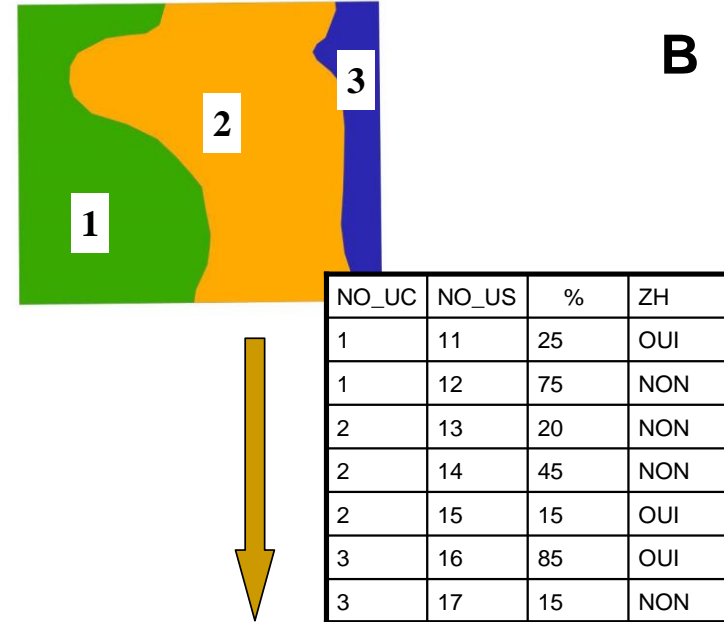 B
3
2
1
NO_UC NO_US % ZH
1 11 25 OUI
1 12 75 NON
2 13 20 NON
2 14 45 NON
2 15 15 OUI
3 16 85 OUI
3 17 15 NON